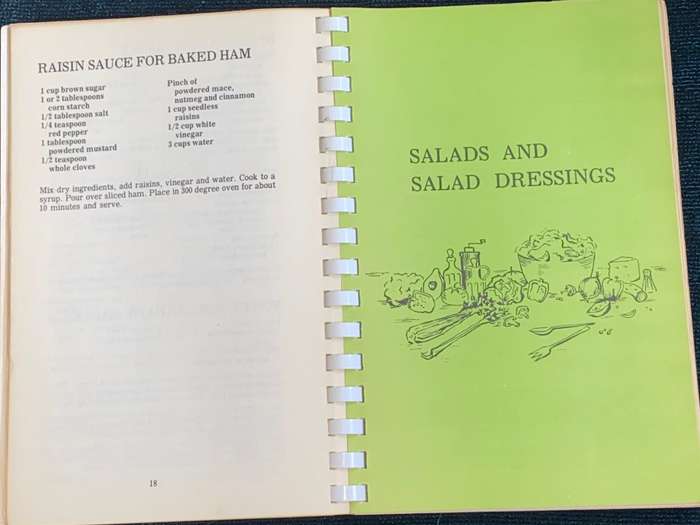 RAISIN SAUCE FOR BAKED HAM
1 cup brown sugar
1 or 2 tablespoons
corn starch
1/2 tablespoon salt
1/4 teaspoon
red pepper
1 tablespoon
powdered mustard
1/2 teaspoon
whole cloves
Pinch of
powdered mace,
nutmeg and cinnamon
1 cup seedless
raisins
1/2 cup white
vinegar
3 cups water
Mix dry ingredients, add raisins, vinegar and water. Cook to a
syrup. Pour over sliced ham. Place in 300 degree oven for about
10 minutes and serve.
18
SALADS AND
SALAD DRESSINGS